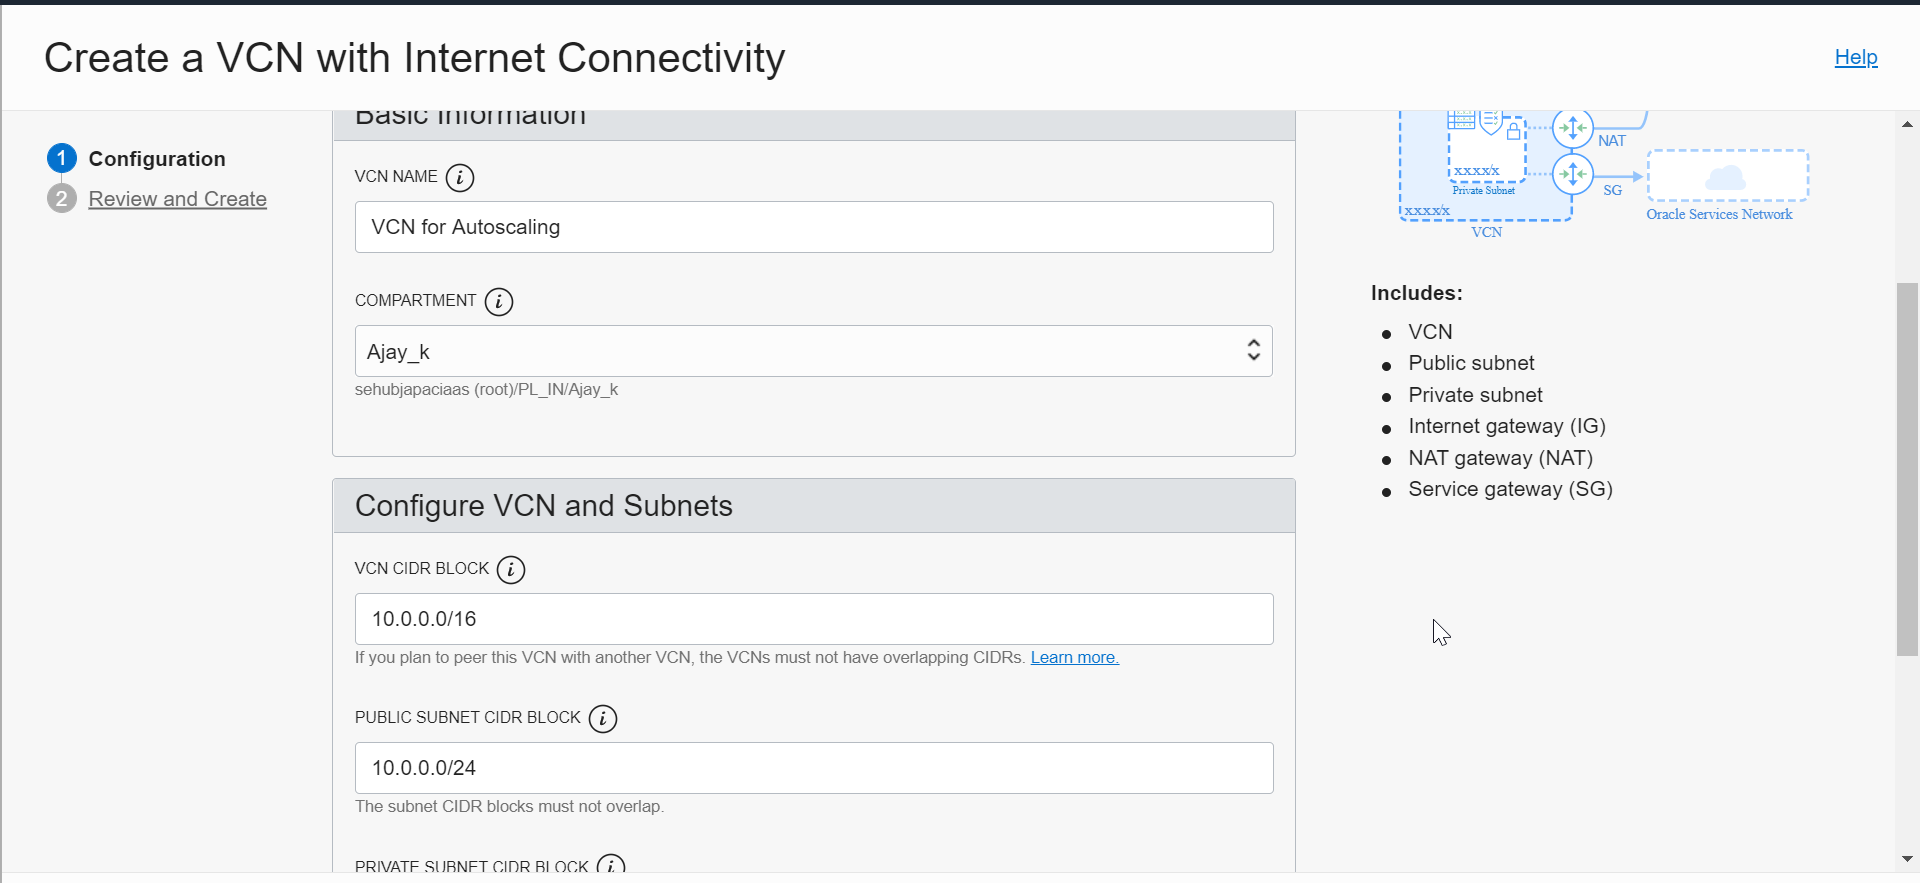 Create a VCN with Internet Connectivity
Help
1 Configuration
2 Review and Create
Basic Information
VCN NAME i
VCN for Autoscaling
COMPARTMENT i
Ajay_k
sehubjapaciaas (root)/PL_IN/Ajay_k
Configure VCN and Subnets
VCN CIDR BLOCK i
10.0.0.0/16
If you plan to peer this VCN with another VCN, the VCNs must not have overlapping CIDRs. Learn more.
PUBLIC SUBNET CIDR BLOCK i
10.0.0.0/24
The subnet CIDR blocks must not overlap.
PRIVATE SUBNET CIDR BLOCK i
NAT
xxxx/x
Private Subnet
SG
xxxx/x
Oracle Services Network
VCN
Includes:
VCN
Public subnet
Private subnet
Internet gateway (IG)
NAT gateway (NAT)
Service gateway (SG)